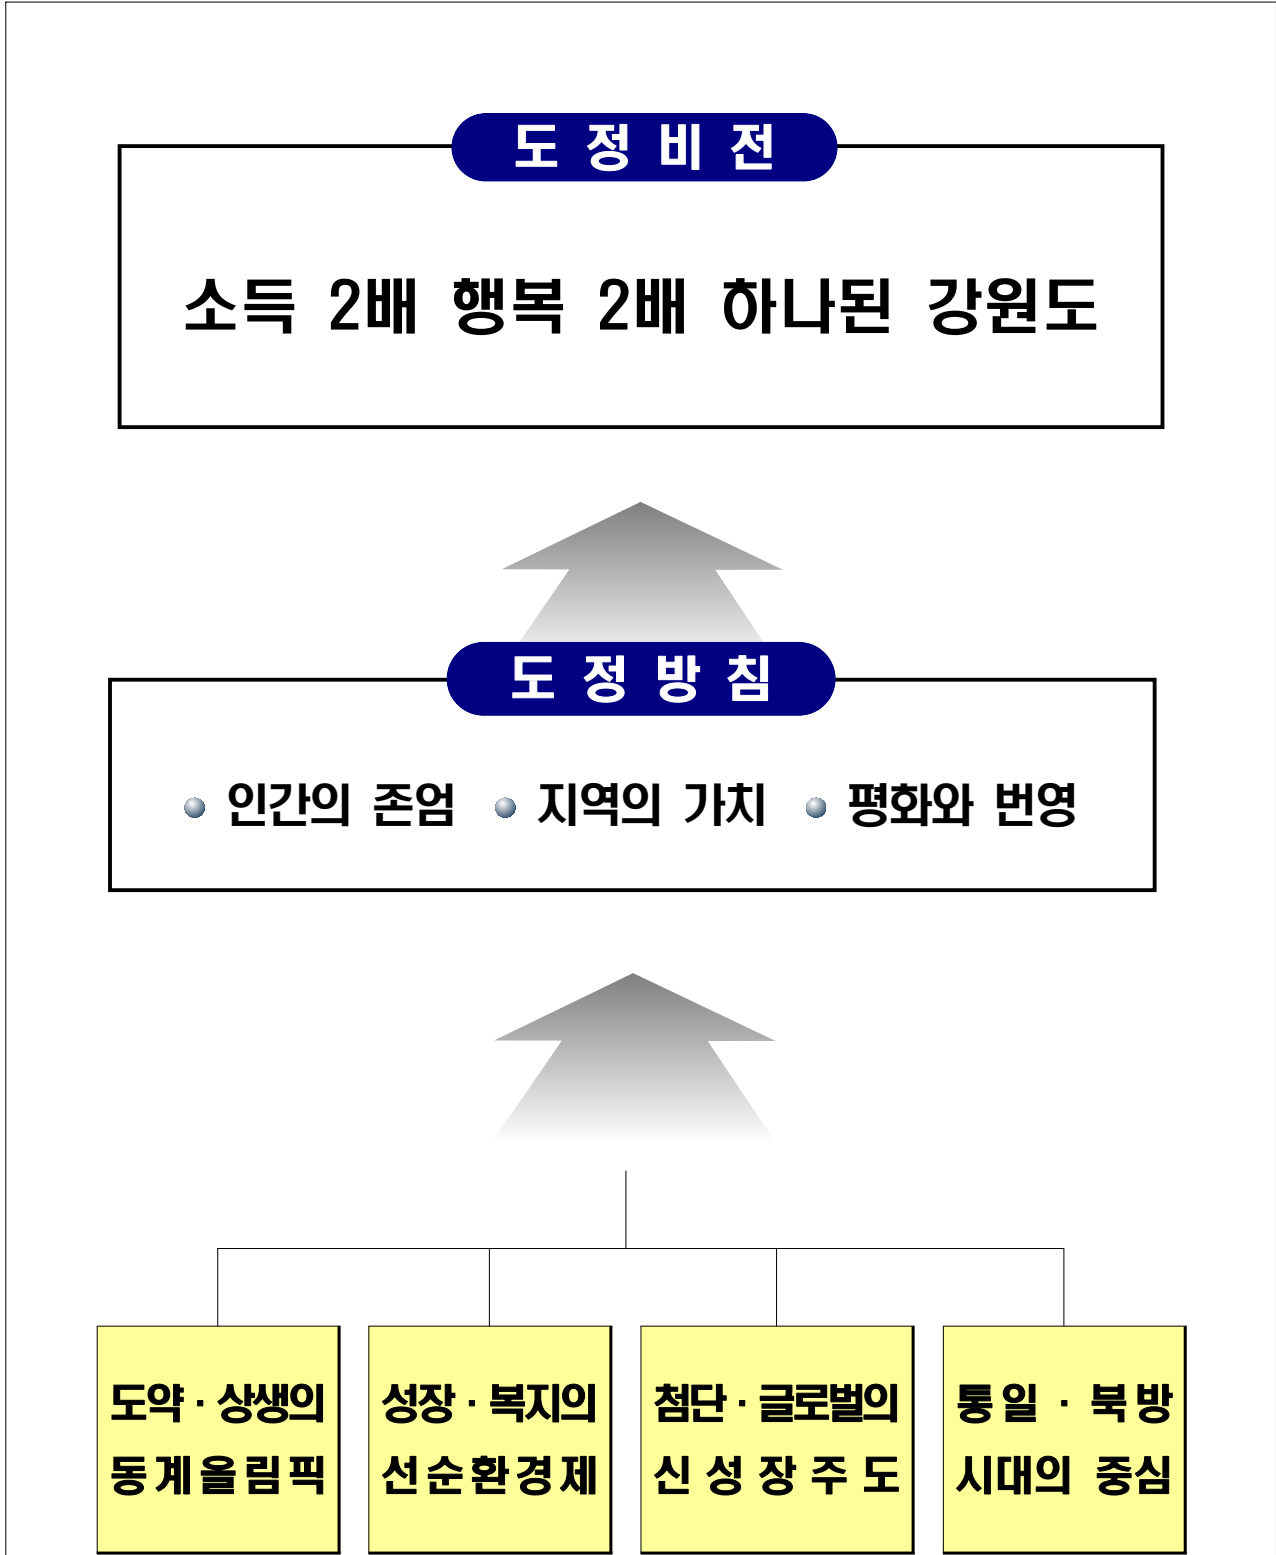 도정비전
소득 2배 행복 2배 하나된 강원도
도정방침
인간의 존엄 지역의 가치 평화와 번영
도약·상생의
동계올림픽
성장·복지의
선순환경제
첨단·글로벌의
신성장주도
통일·북방
시대의 중심